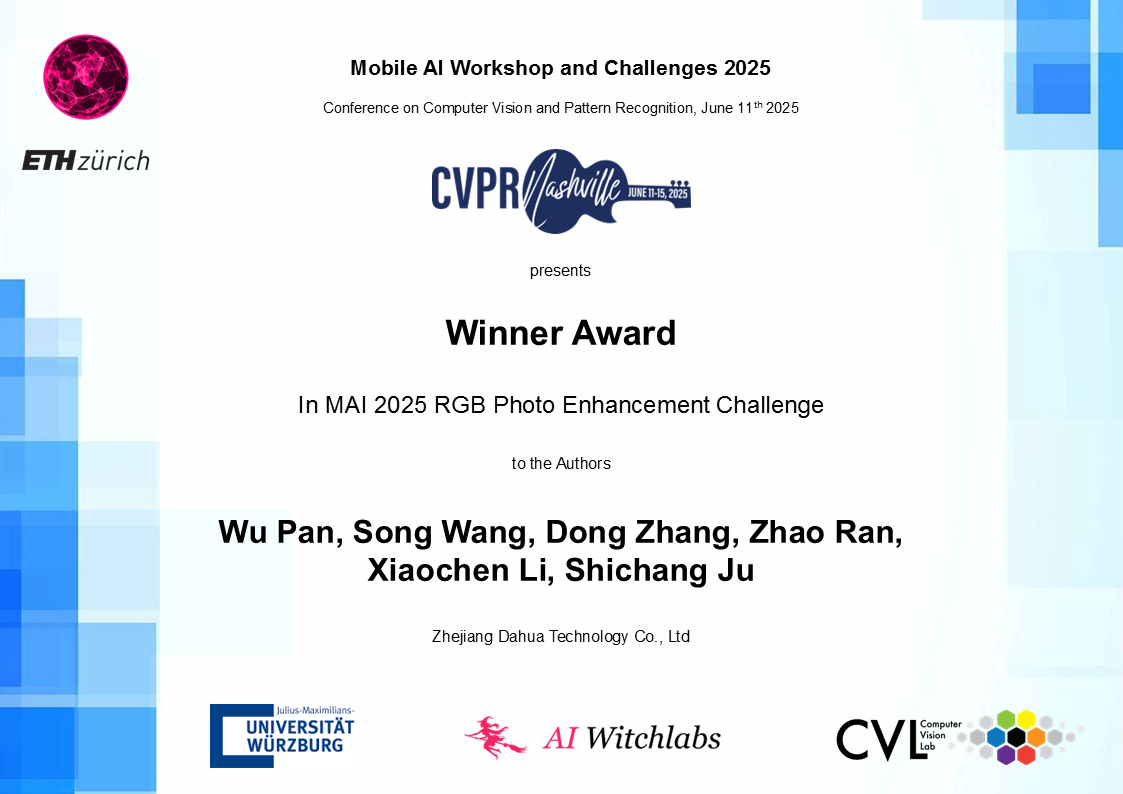 Mobile AI Workshop and Challenges 2025
Conference on Computer Vision and Pattern Recognition, June 11th 2025
ETH zürich
CVPR Nashville JUNE 11-15, 2025
presents
Winner Award
In MAI 2025 RGB Photo Enhancement Challenge
to the Authors
Wu Pan, Song Wang, Dong Zhang, Zhao Ran,
Xiaochen Li, Shichang Ju
Zhejiang Dahua Technology Co., Ltd
Julius-Maximilians-
UNIVERSITÄT
WÜRZBURG
AI Witchlabs
CVL
Computer
Vision
Lab